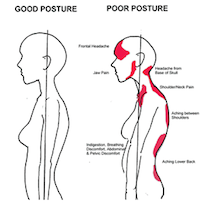 GOOD POSTURE
POOR POSTURE
Frontal Headache
Jaw Pain
Headache from
Base of Skull
Shoulder/Neck Pain
Aching between
Shoulders
Indigestion, Breathing
Discomfort, Abdominal
& Pelvic Discomfort
Aching Lower Back